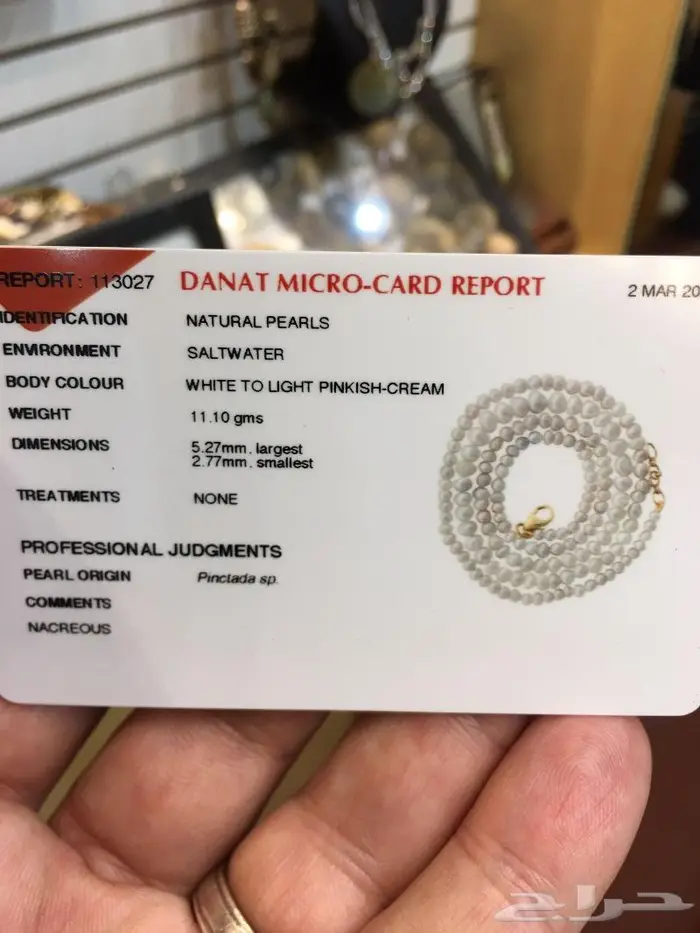 REPORT: 113027 DANAT MICRO-CARD REPORT 2 MAR 20
IDENTIFICATION NATURAL PEARLS
ENVIRONMENT SALTWATER
BODY COLOUR WHITE TO LIGHT PINKISH-CREAM
WEIGHT 11.10 gms
DIMENSIONS 5.27mm. largest
2.77mm. smallest
TREATMENTS NONE
PROFESSIONAL JUDGMENTS
PEARL ORIGIN Pinctada sp.
COMMENTS
NACREOUS
حراج